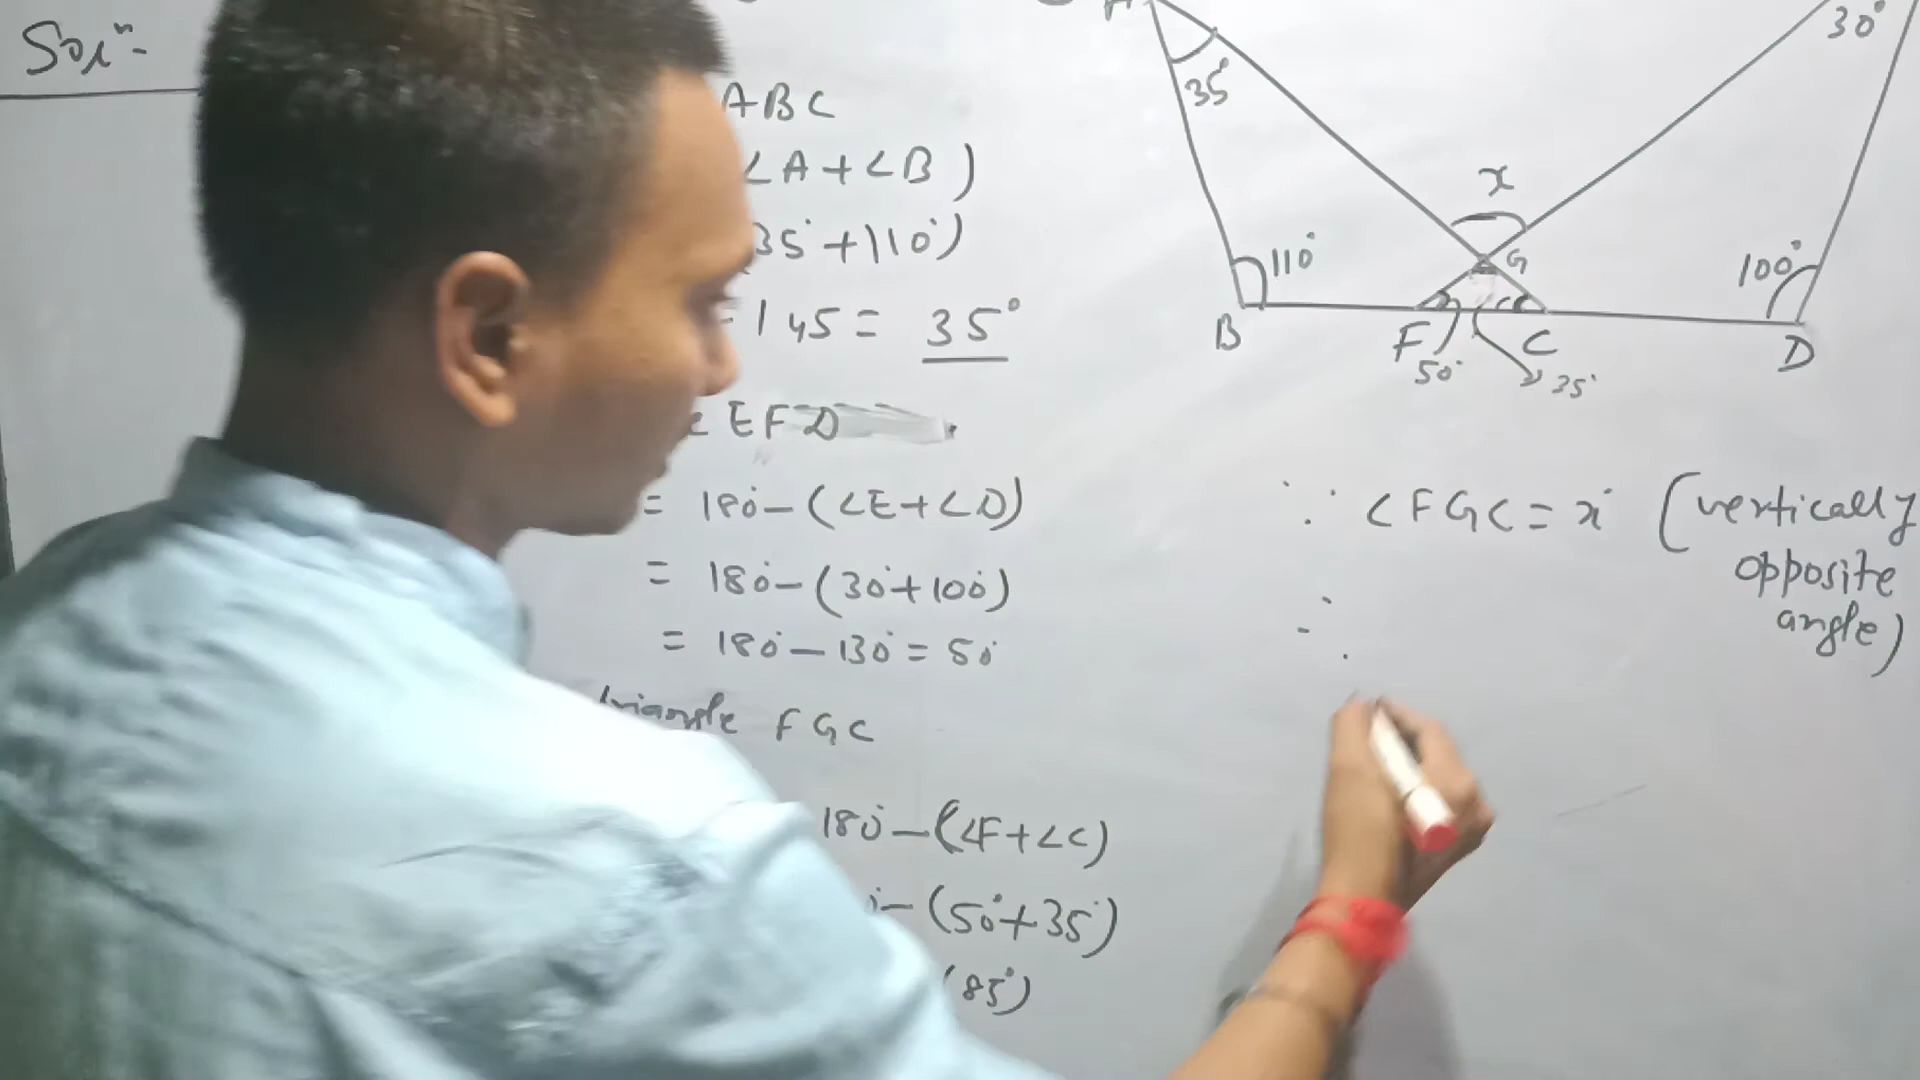 Solⁿ-
ABC
∠A+∠B)
35°+110°)
145 = 35°
EFD
= 180°-(∠E+∠D)
= 180°-(30°+100°)
= 180°-130°=50°
triangle FGC
180°-(∠F+∠C)
-(50°+35°)
(85°)
A
30°
35°
x
110°
G
100°
B
F
C
D
50°
35°
∵ ∠FGC = x° (vertically
opposite
angle)